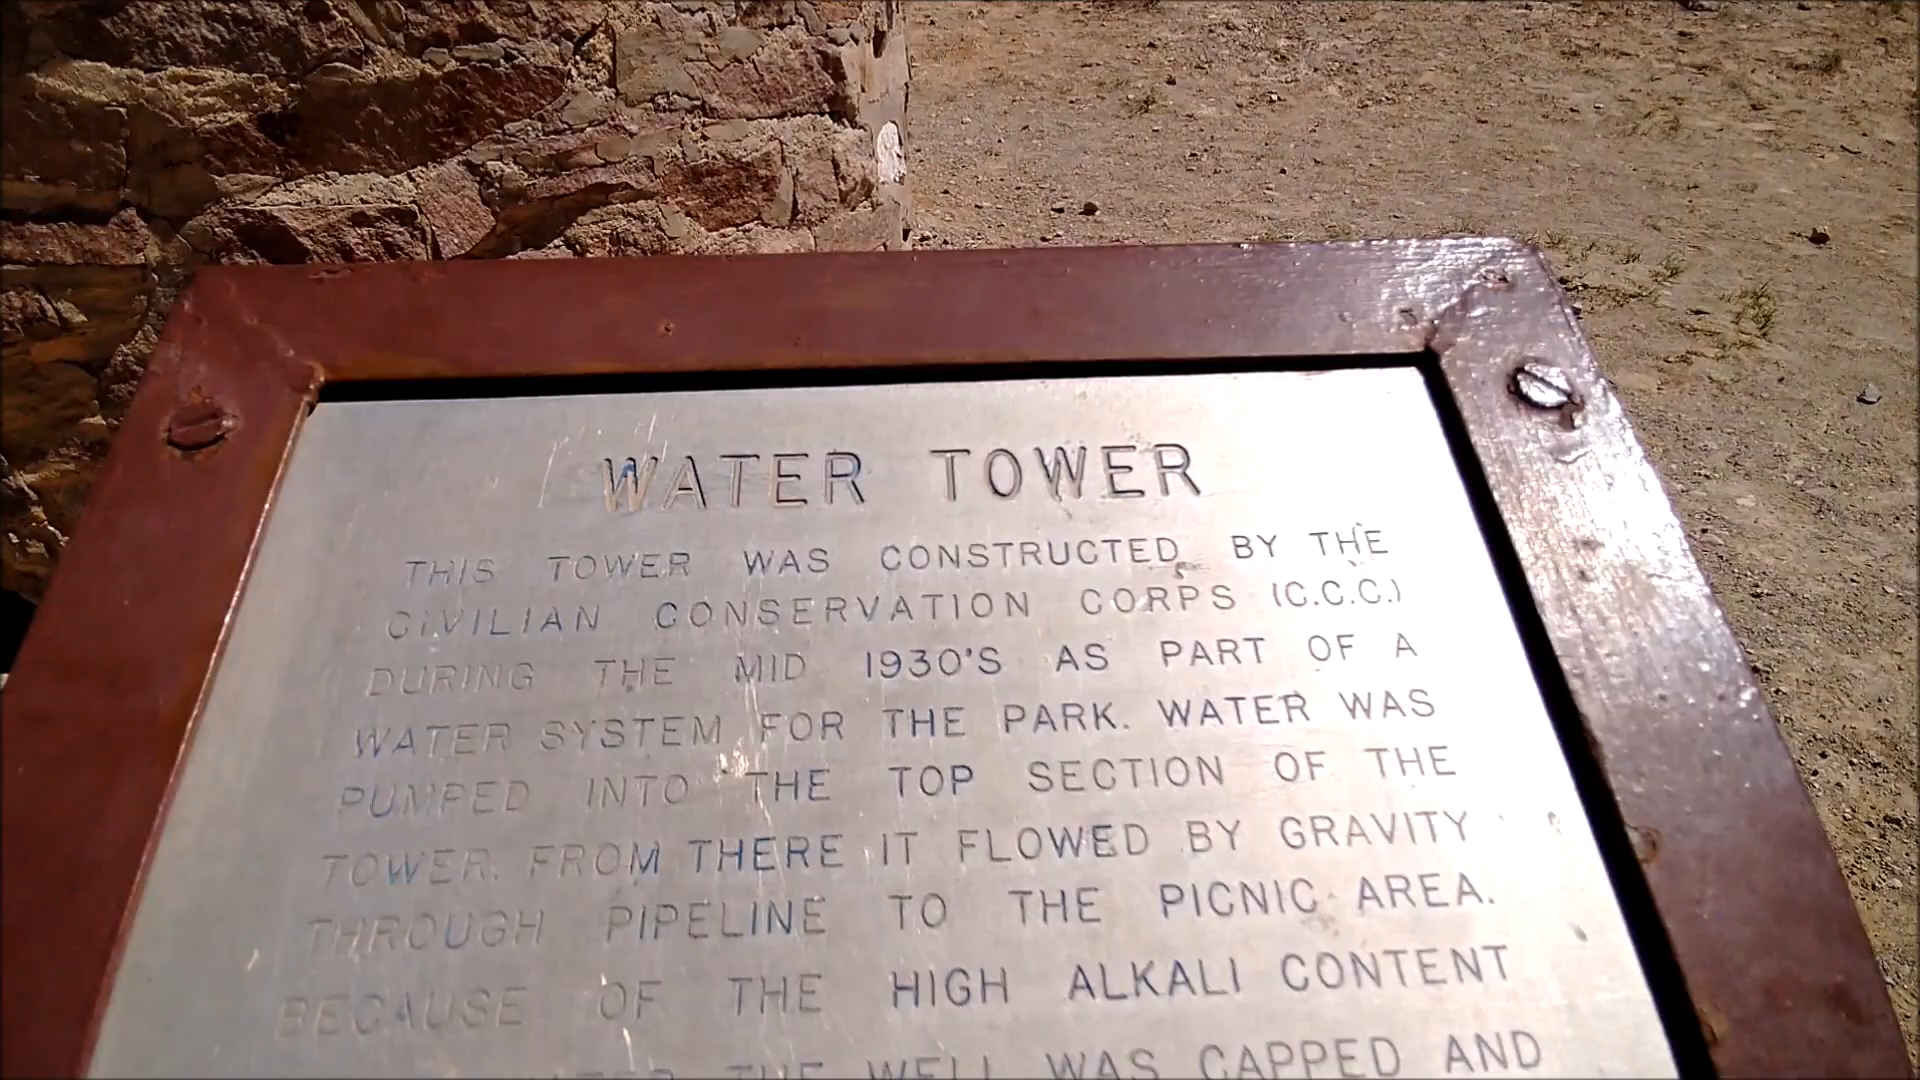 WATER TOWER
THIS TOWER WAS CONSTRUCTED BY THE
CIVILIAN CONSERVATION CORPS (C.C.C.)
DURING THE MID 1930'S AS PART OF A
WATER SYSTEM FOR THE PARK. WATER WAS
PUMPED INTO THE TOP SECTION OF THE
TOWER. FROM THERE IT FLOWED BY GRAVITY
THROUGH PIPELINE TO THE PICNIC AREA.
BECAUSE OF THE HIGH ALKALI CONTENT
THE WELL WAS CAPPED AND